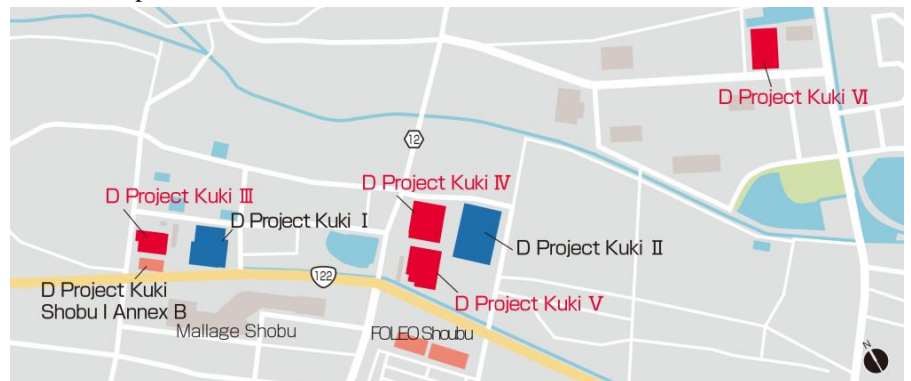 12
D Project Kuki Ⅵ
D Project Kuki Ⅲ
D Project Kuki Ⅳ
D Project Kuki Ⅰ
D Project Kuki Ⅱ
122
D Project Kuki
Shobu I Annex B
D Project Kuki Ⅴ
Mallage Shobu
FOLEO Shoubu
N